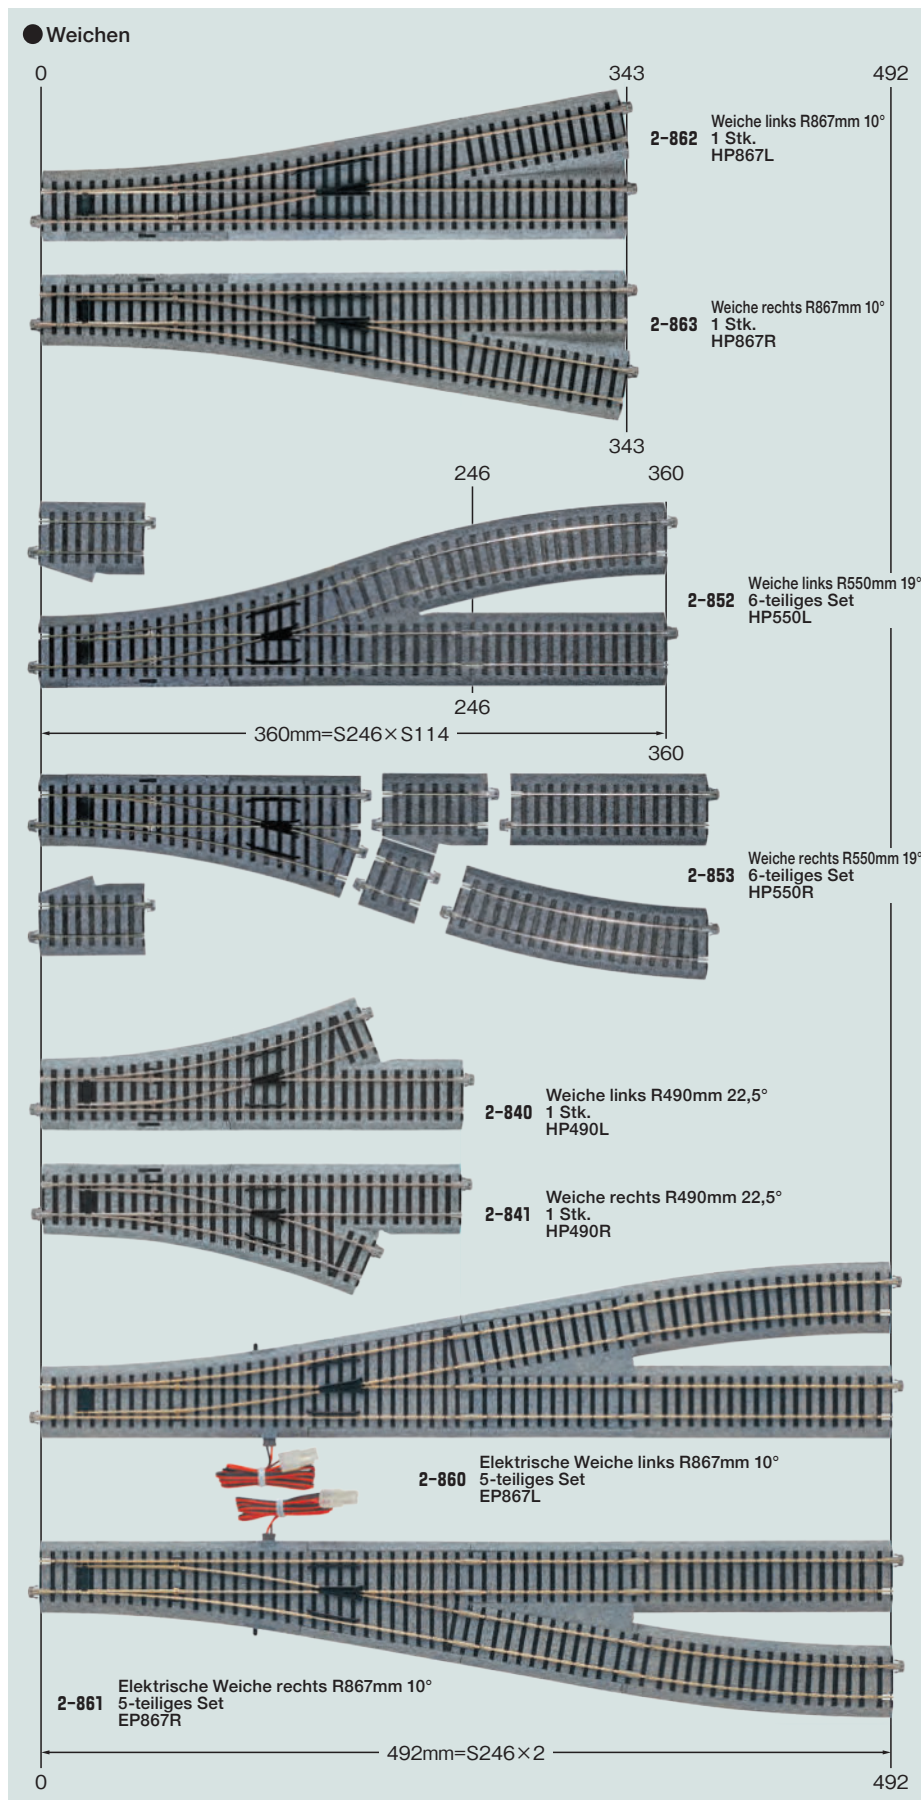 ● Weichen
0
343
492
2-862
Weiche links R867mm 10°
1 Stk.
HP867L
2-863
Weiche rechts R867mm 10°
1 Stk.
HP867R
343
246
360
2-852
Weiche links R550mm 19°
6-teiliges Set
HP550L
246
360mm=S246×S114
360
2-853
Weiche rechts R550mm 19°
6-teiliges Set
HP550R
2-840
Weiche links R490mm 22,5°
1 Stk.
HP490L
2-841
Weiche rechts R490mm 22,5°
1 Stk.
HP490R
2-860
Elektrische Weiche links R867mm 10°
5-teiliges Set
EP867L
2-861
Elektrische Weiche rechts R867mm 10°
5-teiliges Set
EP867R
492mm=S246×2
0
492